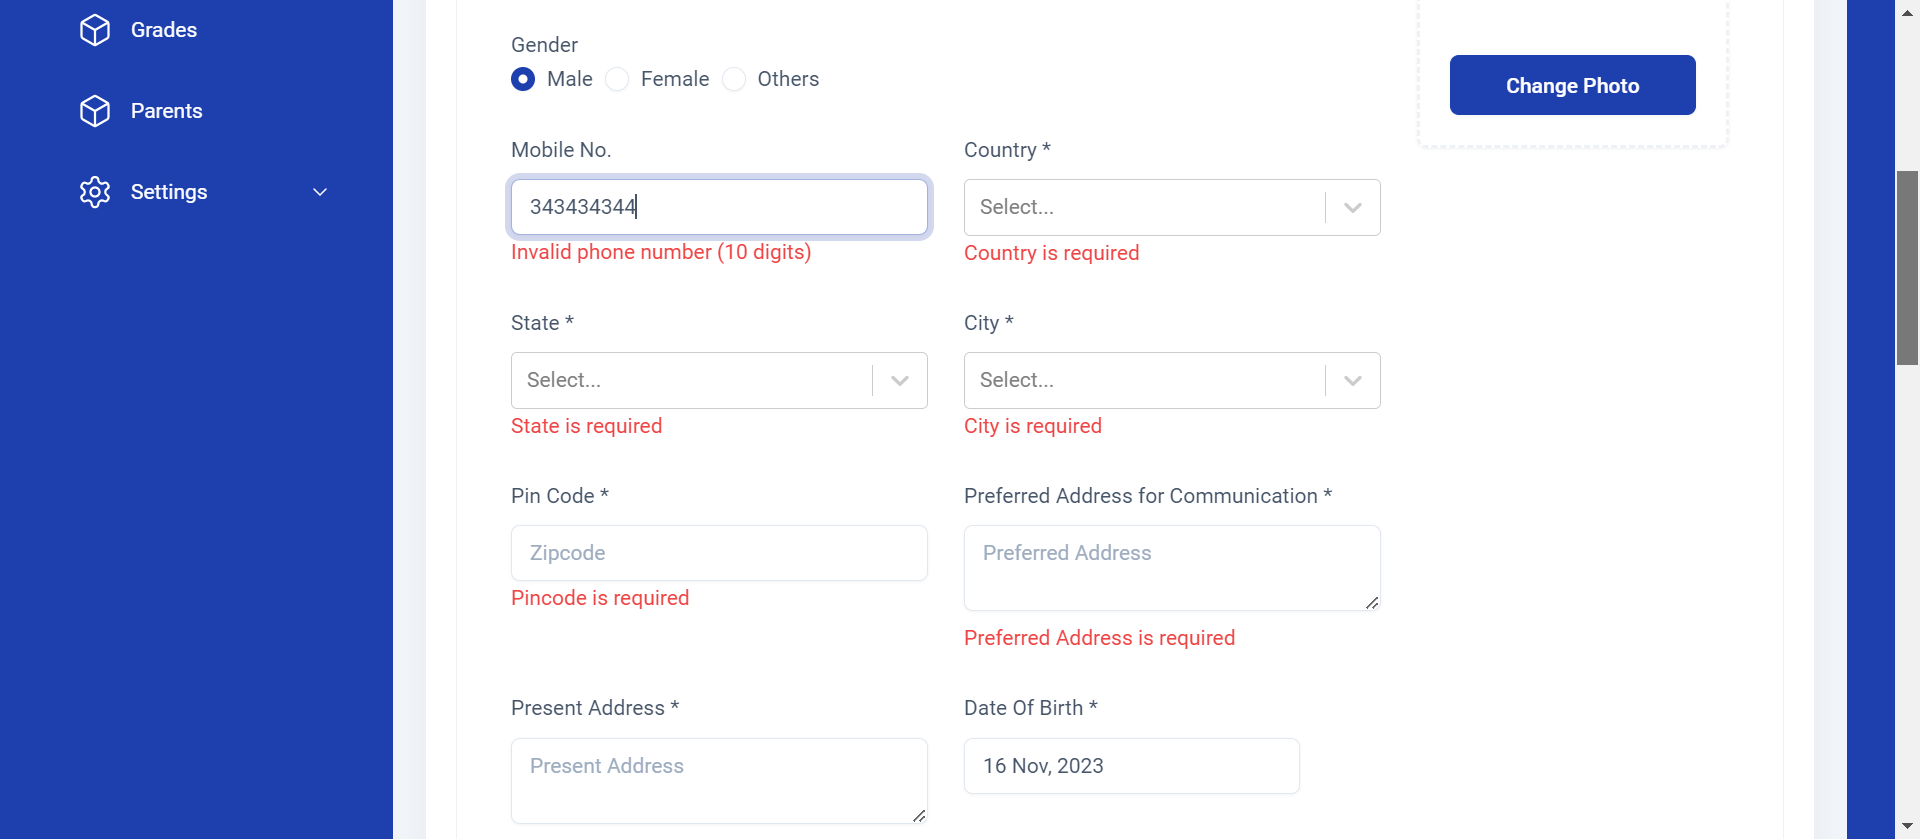 Grades
Parents
Settings
Gender
Male Female Others
Change Photo
Mobile No. Country *
343434344 Select...
Invalid phone number (10 digits) Country is required
State * City *
Select... Select...
State is required City is required
Pin Code * Preferred Address for Communication *
Zipcode Preferred Address
Pincode is required
Preferred Address is required
Present Address * Date Of Birth *
Present Address 16 Nov, 2023